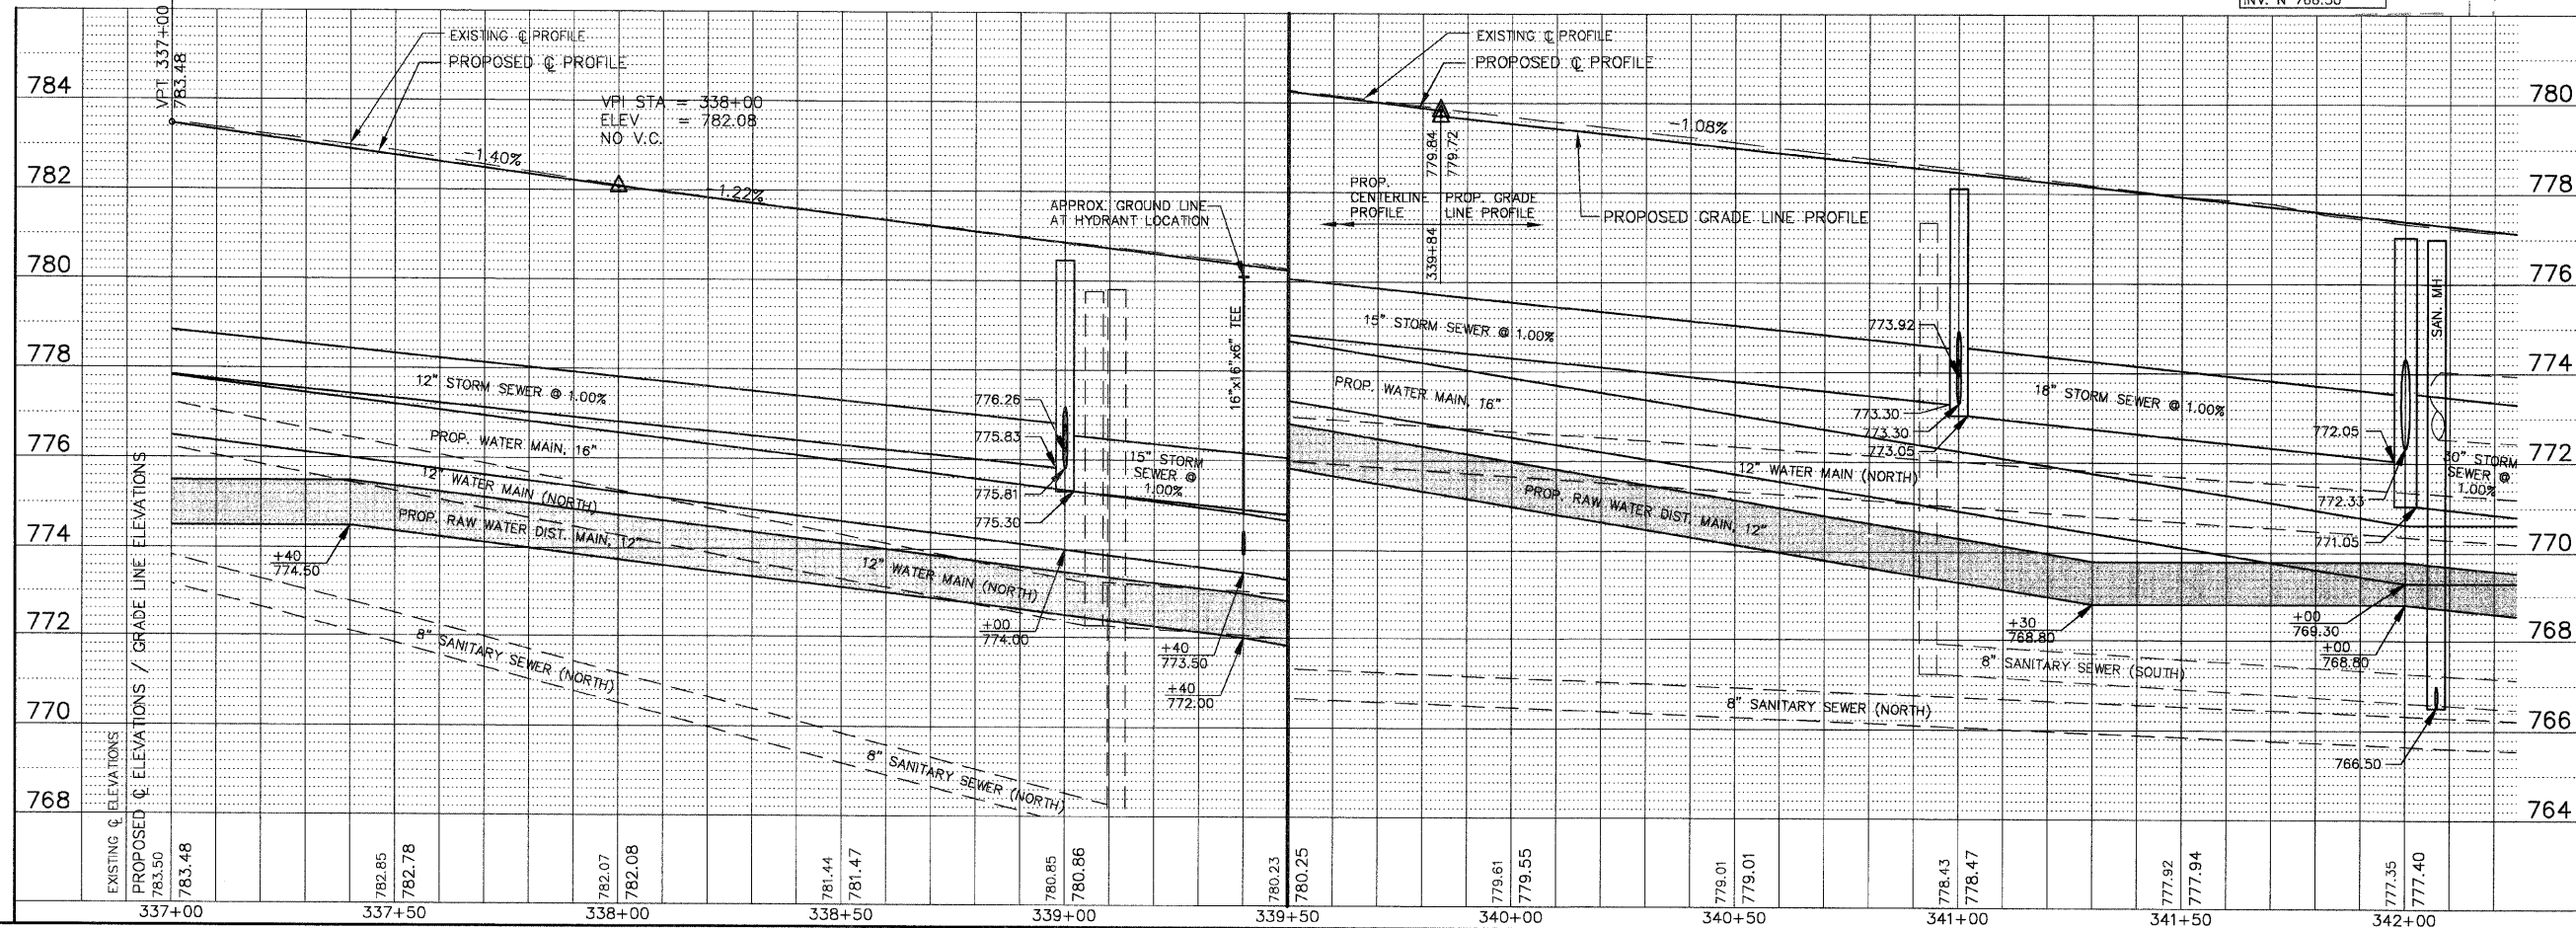 INV. N 766.50
VPT 337+00
783.48
EXISTING ℄ PROFILE
PROPOSED ℄ PROFILE
VPI STA = 338+00
ELEV = 782.08
NO V.C.
-1.40%
-1.22%
APPROX. GROUND LINE
AT HYDRANT LOCATION
16"x16"x6" TEE
784
782
780
778
776
774
772
770
768
12" STORM SEWER @ 1.00%
PROP. WATER MAIN, 16"
12" WATER MAIN (NORTH)
PROP. RAW WATER DIST. MAIN, 12"
12" WATER MAIN (NORTH)
8" SANITARY SEWER (NORTH)
8" SANITARY SEWER (NORTH)
+40
774.50
776.26
775.83
775.81
775.30
15" STORM
SEWER @
1.00%
+00
774.00
+40
773.50
+40
772.00
EXISTING ℄ PROFILE
PROPOSED ℄ PROFILE
-1.08%
779.84
779.72
339+84
PROP.
CENTERLINE
PROFILE
PROP. GRADE
LINE PROFILE
PROPOSED GRADE LINE PROFILE
15" STORM SEWER @ 1.00%
PROP. WATER MAIN, 16"
12" WATER MAIN (NORTH)
PROP. RAW WATER DIST. MAIN, 12"
773.92
773.30
773.30
773.05
18" STORM SEWER @ 1.00%
SAN. MH
772.05
772.33
771.05
30" STORM
SEWER @
1.00%
+30
768.80
+00
769.30
+00
768.80
8" SANITARY SEWER (SOUTH)
8" SANITARY SEWER (NORTH)
766.50
780
778
776
774
772
770
768
766
764
EXISTING ℄ ELEVATIONS
PROPOSED ℄ ELEVATIONS / GRADE LINE ELEVATIONS
783.50
783.48
782.85
782.78
782.07
782.08
781.44
781.47
780.85
780.86
780.23
780.25
779.61
779.55
779.01
779.01
778.43
778.47
777.92
777.94
777.35
777.40
337+00
337+50
338+00
338+50
339+00
339+50
340+00
340+50
341+00
341+50
342+00